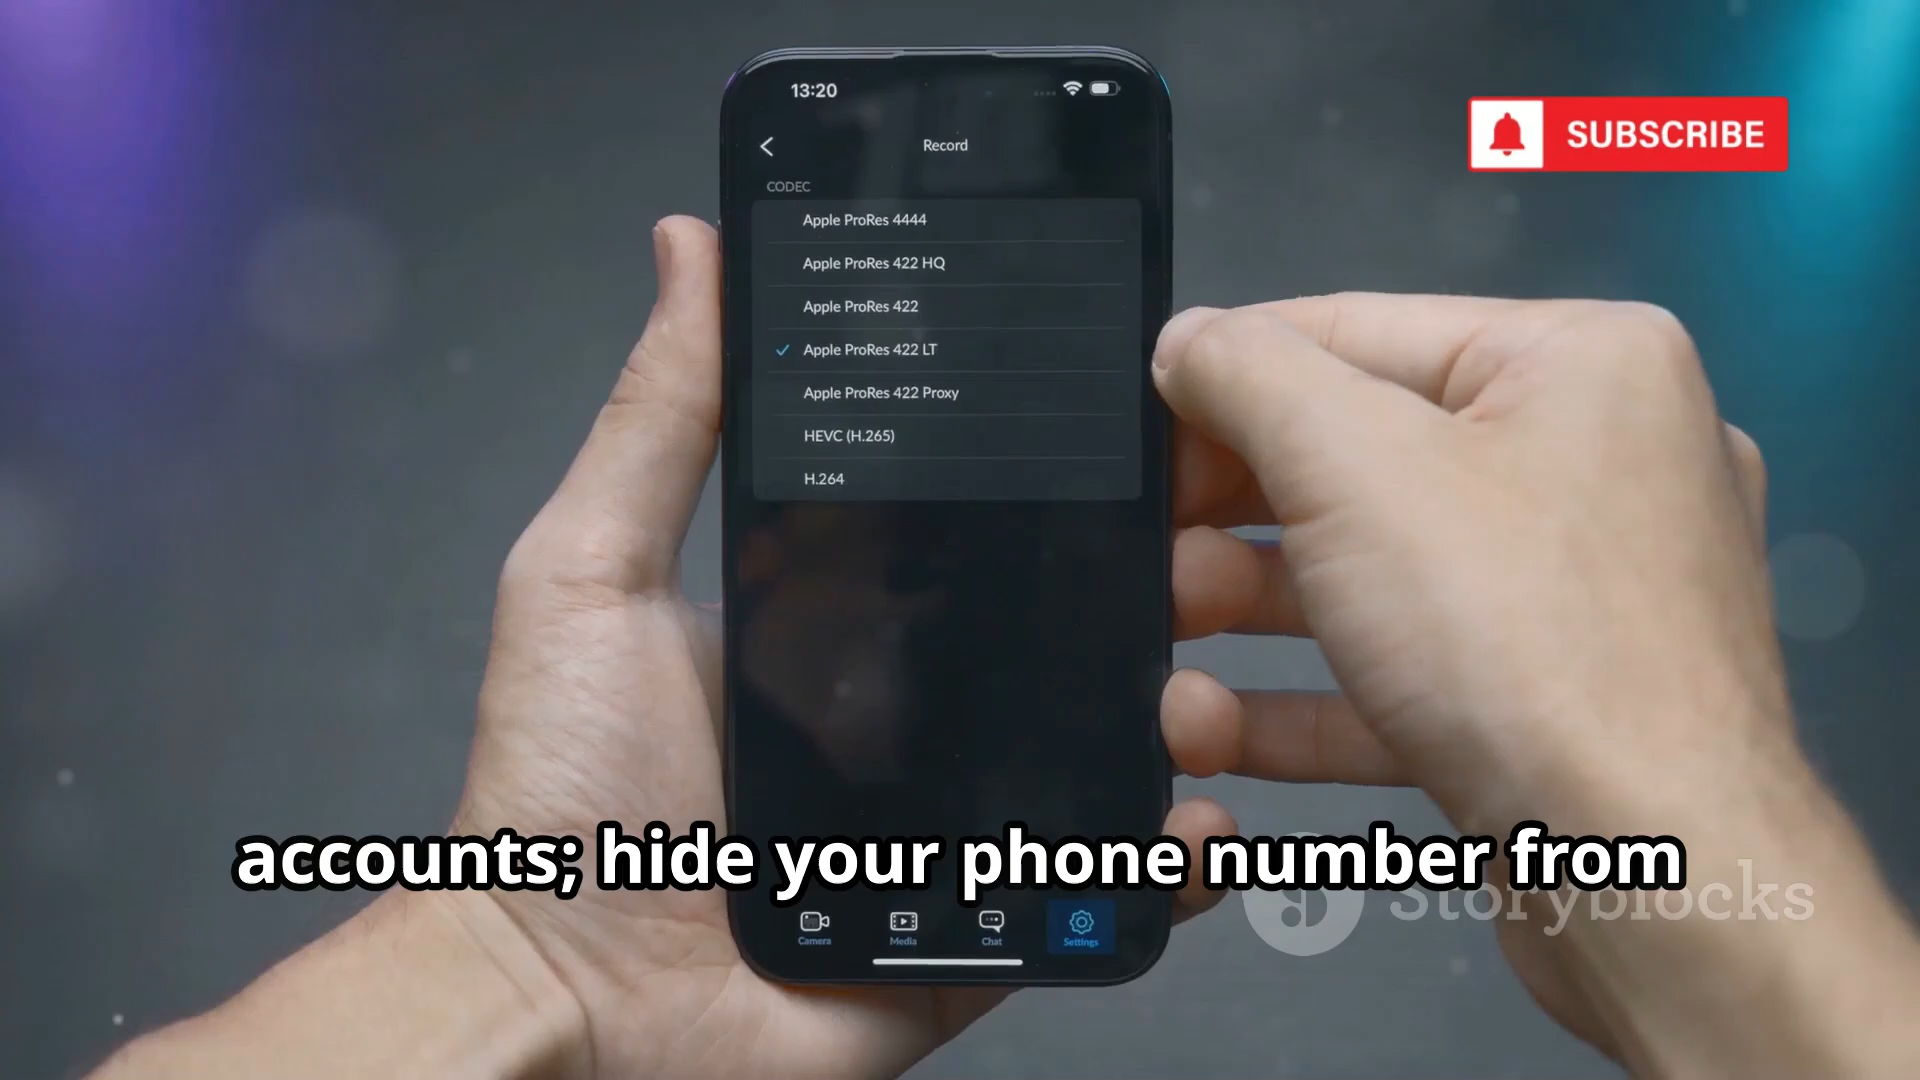 13:20
Record
CODEC
Apple ProRes 4444
Apple ProRes 422 HQ
Apple ProRes 422
Apple ProRes 422 LT
Apple ProRes 422 Proxy
HEVC (H.265)
H.264
SUBSCRIBE
accounts; hide your phone number from
Storyblocks
Camera
Media
Chat
Settings